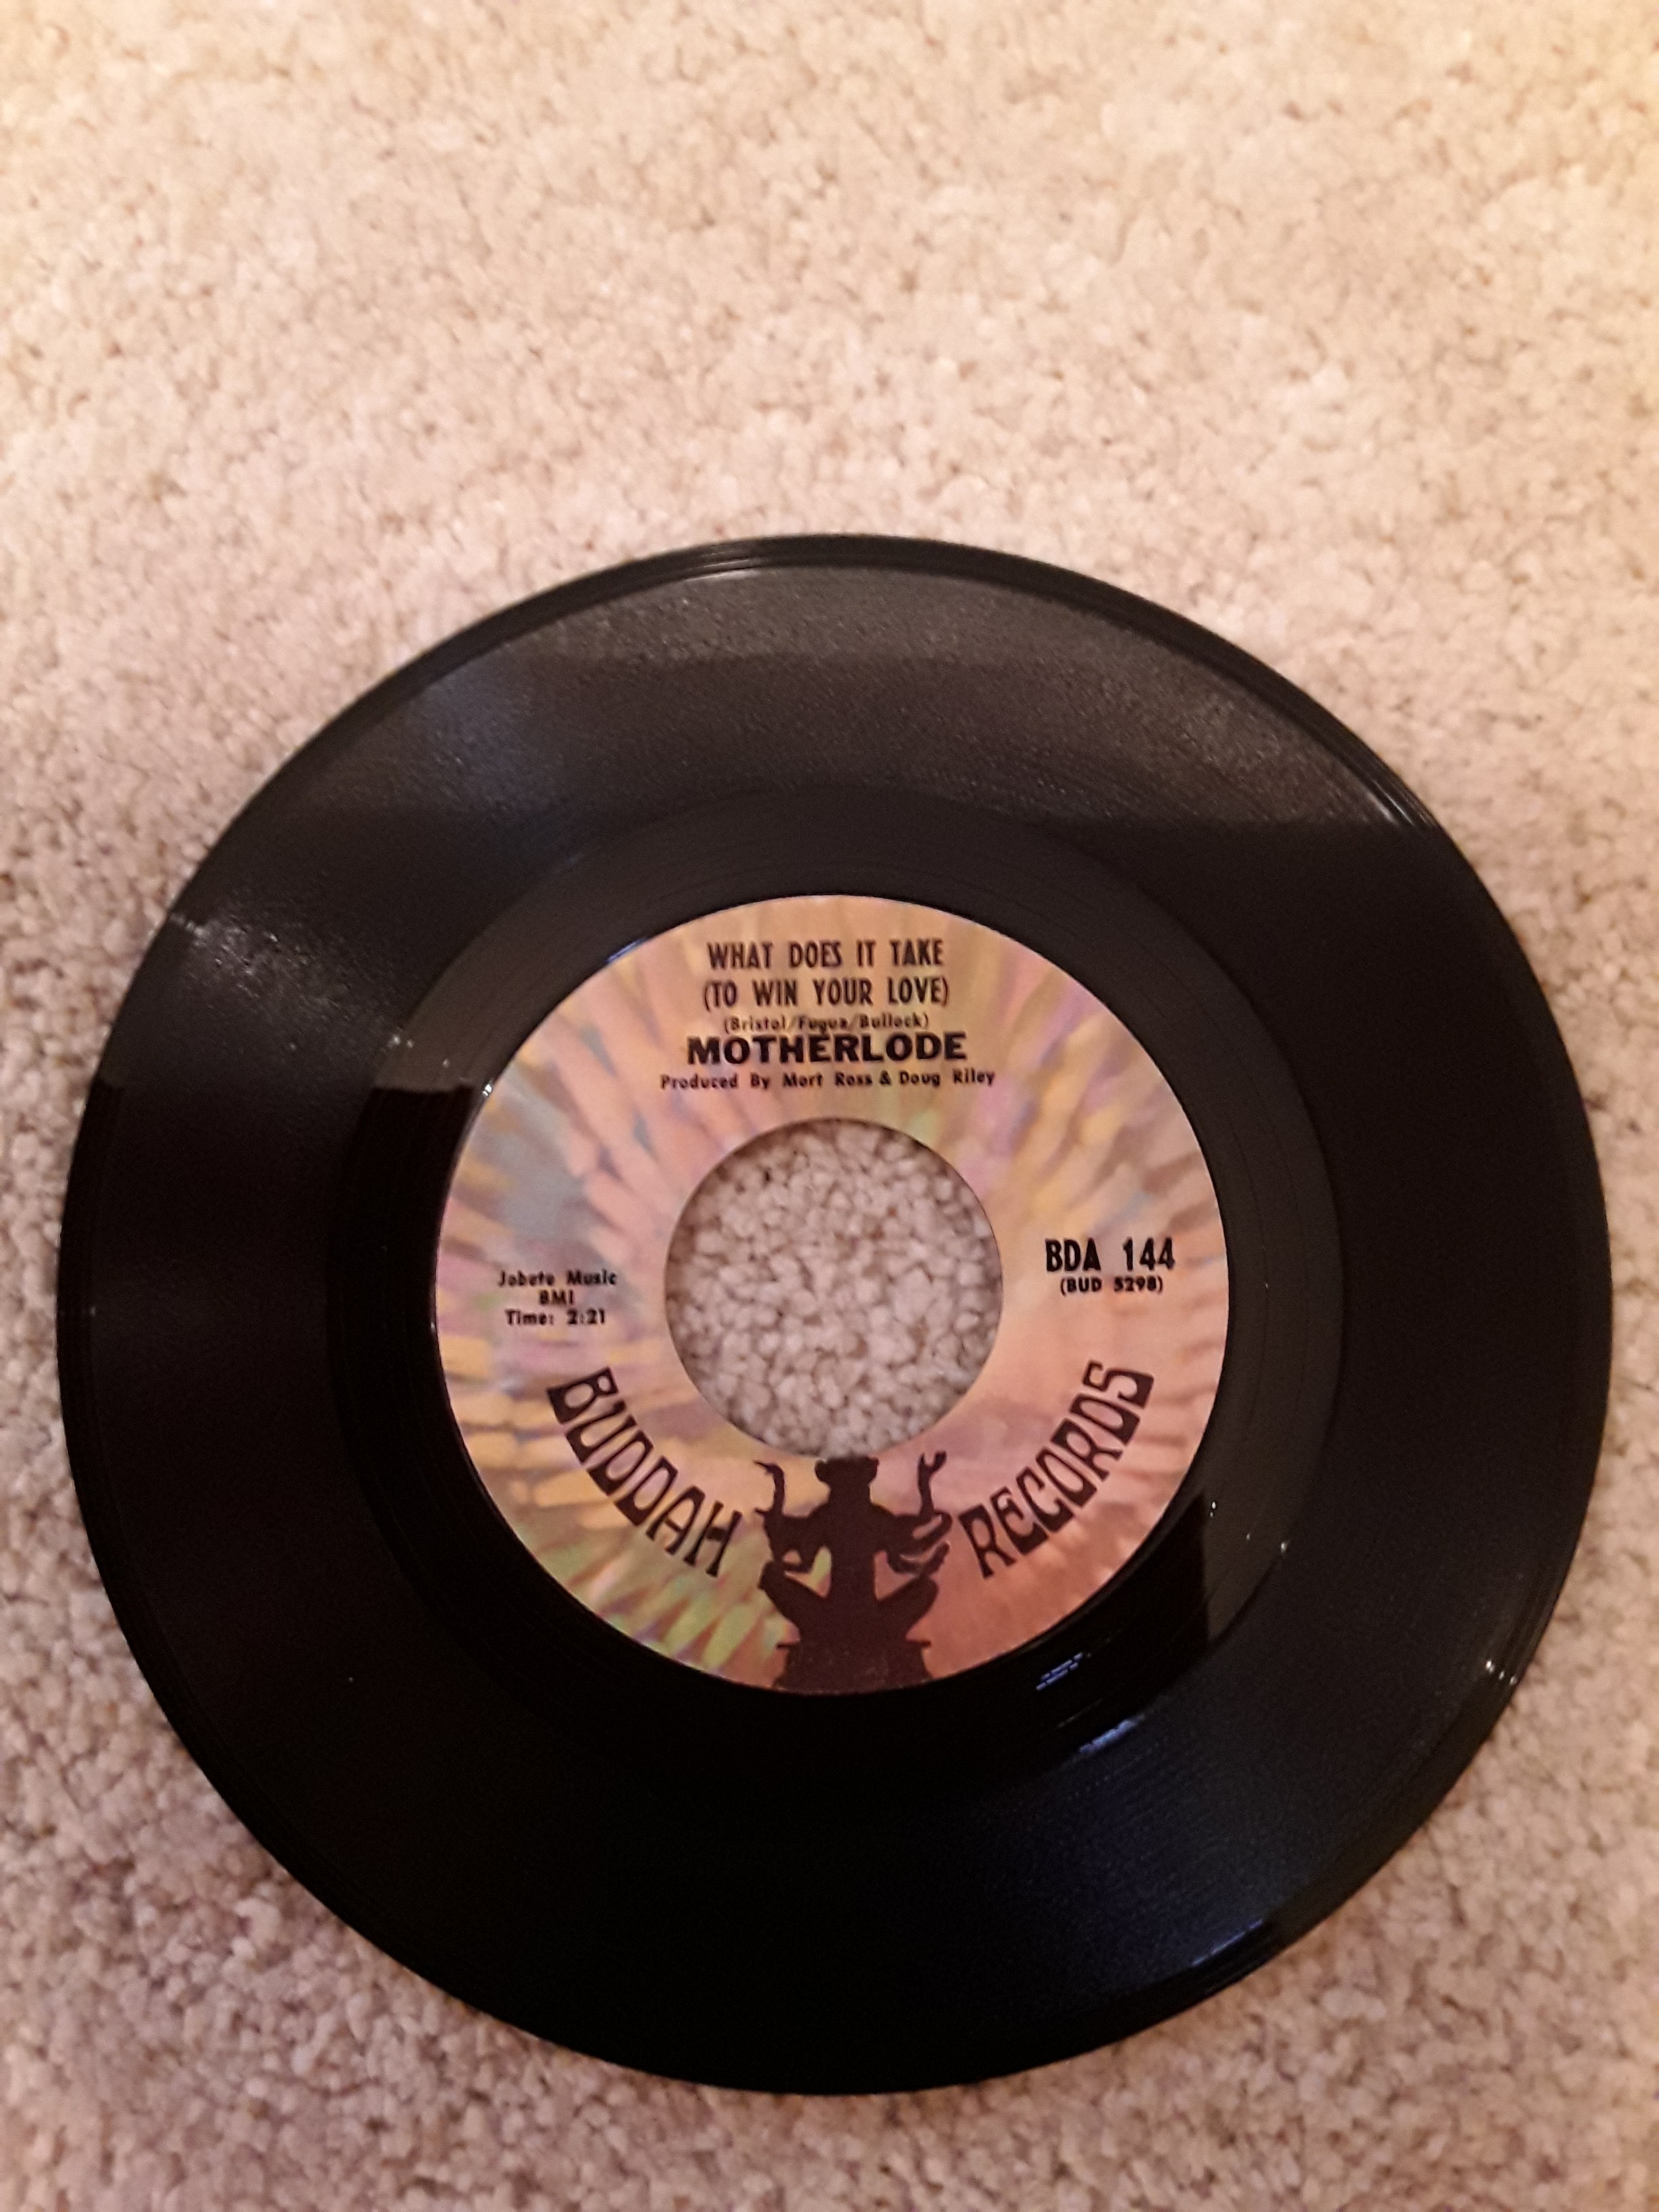 WHAT DOES IT TAKE
(TO WIN YOUR LOVE)
(Bristol/Fuqua/Bullock)
MOTHERLODE
Produced By Mort Ross & Doug Riley
Jobete Music
BMI
Time: 2:21
BDA 144
(BUD 5298)
BUDDAH RECORDS